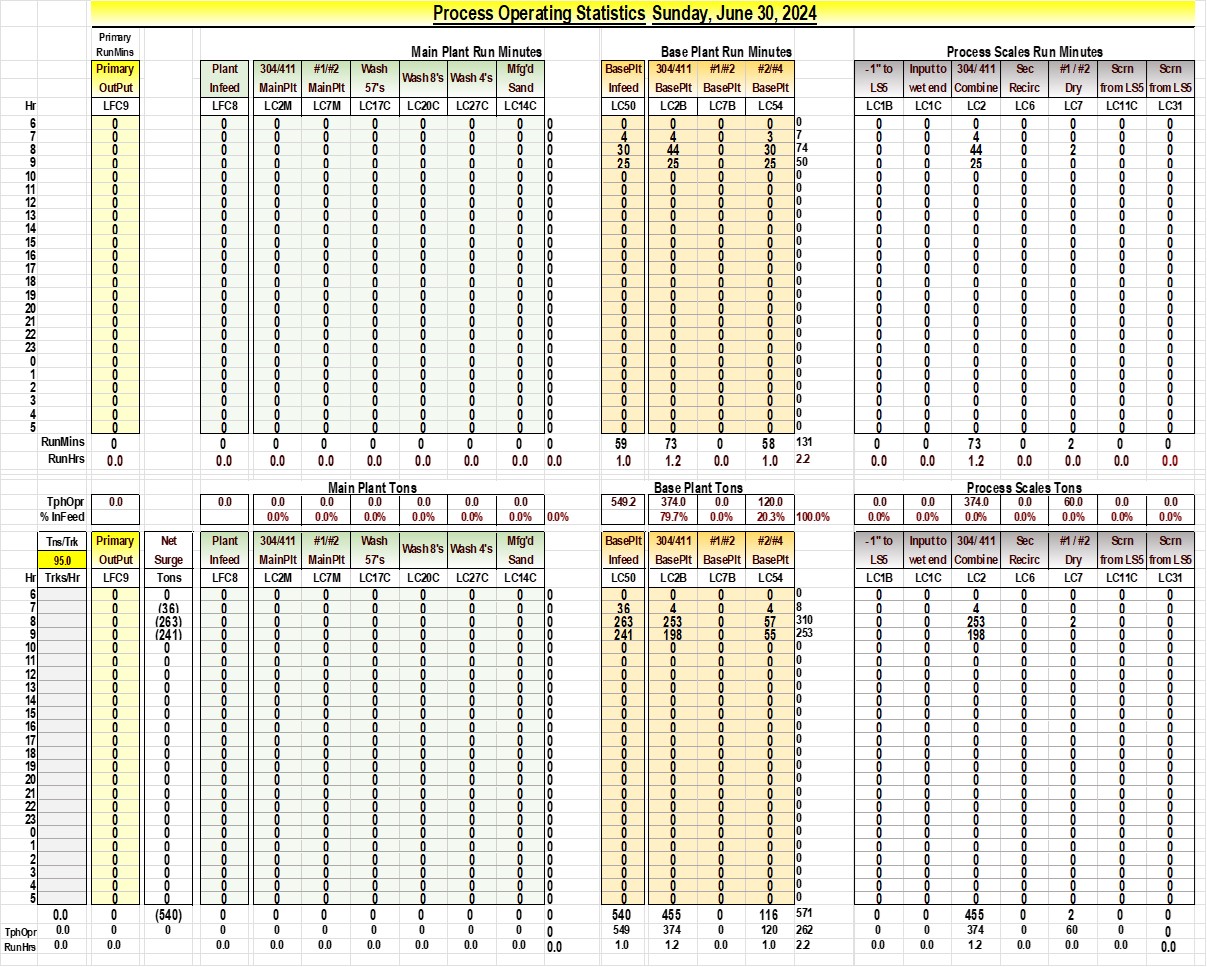 Process Operating Statistics Sunday, June 30, 2024
Primary
RunMins Main Plant Run Minutes Base Plant Run Minutes Process Scales Run Minutes
Primary Plant 304/411 #1/#2 Wash Wash 8's Wash 4's Mfg'd BasePlt 304/411 #1/#2 #2/#4 -1" to Input to 304/ 411 Sec #1 / #2 Scrn Scrn
OutPut Infeed MainPlt MainPlt 57's Sand Infeed BasePlt BasePlt BasePlt LS5 wet end Combine Recirc Dry from LS5 from LS5
Hr LFC9 LFC8 LC2M LC7M LC17C LC20C LC27C LC14C LC50 LC2B LC7B LC54 LC1B LC1C LC2 LC6 LC7 LC11C LC31
6 0 0 0 0 0 0 0 0 0 0 0 0 0 0 0 0 0 0 0 0 0
7 0 0 0 0 0 0 0 0 0 4 4 0 3 7 0 0 4 0 0 0 0
8 0 0 0 0 0 0 0 0 0 30 44 0 30 74 0 0 44 0 2 0 0
9 0 0 0 0 0 0 0 0 0 25 25 0 25 50 0 0 25 0 0 0 0
10 0 0 0 0 0 0 0 0 0 0 0 0 0 0 0 0 0 0 0 0 0
11 0 0 0 0 0 0 0 0 0 0 0 0 0 0 0 0 0 0 0 0 0
12 0 0 0 0 0 0 0 0 0 0 0 0 0 0 0 0 0 0 0 0 0
13 0 0 0 0 0 0 0 0 0 0 0 0 0 0 0 0 0 0 0 0 0
14 0 0 0 0 0 0 0 0 0 0 0 0 0 0 0 0 0 0 0 0 0
15 0 0 0 0 0 0 0 0 0 0 0 0 0 0 0 0 0 0 0 0 0
16 0 0 0 0 0 0 0 0 0 0 0 0 0 0 0 0 0 0 0 0 0
17 0 0 0 0 0 0 0 0 0 0 0 0 0 0 0 0 0 0 0 0 0
18 0 0 0 0 0 0 0 0 0 0 0 0 0 0 0 0 0 0 0 0 0
19 0 0 0 0 0 0 0 0 0 0 0 0 0 0 0 0 0 0 0 0 0
20 0 0 0 0 0 0 0 0 0 0 0 0 0 0 0 0 0 0 0 0 0
21 0 0 0 0 0 0 0 0 0 0 0 0 0 0 0 0 0 0 0 0 0
22 0 0 0 0 0 0 0 0 0 0 0 0 0 0 0 0 0 0 0 0 0
23 0 0 0 0 0 0 0 0 0 0 0 0 0 0 0 0 0 0 0 0 0
0 0 0 0 0 0 0 0 0 0 0 0 0 0 0 0 0 0 0 0 0 0
1 0 0 0 0 0 0 0 0 0 0 0 0 0 0 0 0 0 0 0 0 0
2 0 0 0 0 0 0 0 0 0 0 0 0 0 0 0 0 0 0 0 0 0
3 0 0 0 0 0 0 0 0 0 0 0 0 0 0 0 0 0 0 0 0 0
4 0 0 0 0 0 0 0 0 0 0 0 0 0 0 0 0 0 0 0 0 0
5 0 0 0 0 0 0 0 0 0 0 0 0 0 0 0 0 0 0 0 0 0
RunMins 0 0 0 0 0 0 0 0 0 59 73 0 58 131 0 0 73 0 2 0 0
RunHrs 0.0 0.0 0.0 0.0 0.0 0.0 0.0 0.0 0.0 1.0 1.2 0.0 1.0 2.2 0.0 0.0 1.2 0.0 0.0 0.0 0.0
Main Plant Tons Base Plant Tons Process Scales Tons
TphOpr 0.0 0.0 0.0 0.0 0.0 0.0 0.0 0.0 549.2 374.0 0.0 120.0 0.0 0.0 374.0 0.0 60.0 0.0 0.0
% InFeed 0.0% 0.0% 0.0% 0.0% 0.0% 0.0% 0.0% 79.7% 0.0% 20.3% 100.0% 0.0% 0.0% 0.0% 0.0% 0.0% 0.0% 0.0%
Tns/Trk Primary Net Plant 304/411 #1/#2 Wash Wash 8's Wash 4's Mfg'd BasePlt 304/411 #1/#2 #2/#4 -1" to Input to 304/ 411 Sec #1 / #2 Scrn Scrn
95.0 OutPut Surge Infeed MainPlt MainPlt 57's Sand Infeed BasePlt BasePlt BasePlt LS5 wet end Combine Recirc Dry from LS5 from LS5
Hr Trks/Hr LFC9 Tons LFC8 LC2M LC7M LC17C LC20C LC27C LC14C LC50 LC2B LC7B LC54 LC1B LC1C LC2 LC6 LC7 LC11C LC31
6 0 0 0 0 0 0 0 0 0 0 0 0 0 0 0 0 0 0 0 0 0 0
7 0 (36) 0 0 0 0 0 0 0 0 36 4 0 4 8 0 0 4 0 0 0 0
8 0 (263) 0 0 0 0 0 0 0 0 263 253 0 57 310 0 0 253 0 2 0 0
9 0 (241) 0 0 0 0 0 0 0 0 241 198 0 55 253 0 0 198 0 0 0 0
10 0 0 0 0 0 0 0 0 0 0 0 0 0 0 0 0 0 0 0 0 0 0
11 0 0 0 0 0 0 0 0 0 0 0 0 0 0 0 0 0 0 0 0 0 0
12 0 0 0 0 0 0 0 0 0 0 0 0 0 0 0 0 0 0 0 0 0 0
13 0 0 0 0 0 0 0 0 0 0 0 0 0 0 0 0 0 0 0 0 0 0
14 0 0 0 0 0 0 0 0 0 0 0 0 0 0 0 0 0 0 0 0 0 0
15 0 0 0 0 0 0 0 0 0 0 0 0 0 0 0 0 0 0 0 0 0 0
16 0 0 0 0 0 0 0 0 0 0 0 0 0 0 0 0 0 0 0 0 0 0
17 0 0 0 0 0 0 0 0 0 0 0 0 0 0 0 0 0 0 0 0 0 0
18 0 0 0 0 0 0 0 0 0 0 0 0 0 0 0 0 0 0 0 0 0 0
19 0 0 0 0 0 0 0 0 0 0 0 0 0 0 0 0 0 0 0 0 0 0
20 0 0 0 0 0 0 0 0 0 0 0 0 0 0 0 0 0 0 0 0 0 0
21 0 0 0 0 0 0 0 0 0 0 0 0 0 0 0 0 0 0 0 0 0 0
22 0 0 0 0 0 0 0 0 0 0 0 0 0 0 0 0 0 0 0 0 0 0
23 0 0 0 0 0 0 0 0 0 0 0 0 0 0 0 0 0 0 0 0 0 0
0 0 0 0 0 0 0 0 0 0 0 0 0 0 0 0 0 0 0 0 0 0 0
1 0 0 0 0 0 0 0 0 0 0 0 0 0 0 0 0 0 0 0 0 0 0
2 0 0 0 0 0 0 0 0 0 0 0 0 0 0 0 0 0 0 0 0 0 0
3 0 0 0 0 0 0 0 0 0 0 0 0 0 0 0 0 0 0 0 0 0 0
4 0 0 0 0 0 0 0 0 0 0 0 0 0 0 0 0 0 0 0 0 0 0
5 0 0 0 0 0 0 0 0 0 0 0 0 0 0 0 0 0 0 0 0 0 0
0.0 0 (540) 0 0 0 0 0 0 0 0 540 455 0 116 571 0 0 455 0 2 0 0
TphOpr 0.0 0 0 0 0 0 0 0 0 0 0 549 374 0 120 262 0 0 374 0 60 0 0
RunHrs 0.0 0.0 0.0 0.0 0.0 0.0 0.0 0.0 0.0 0.0 1.0 1.2 0.0 1.0 2.2 0.0 0.0 1.2 0.0 0.0 0.0 0.0